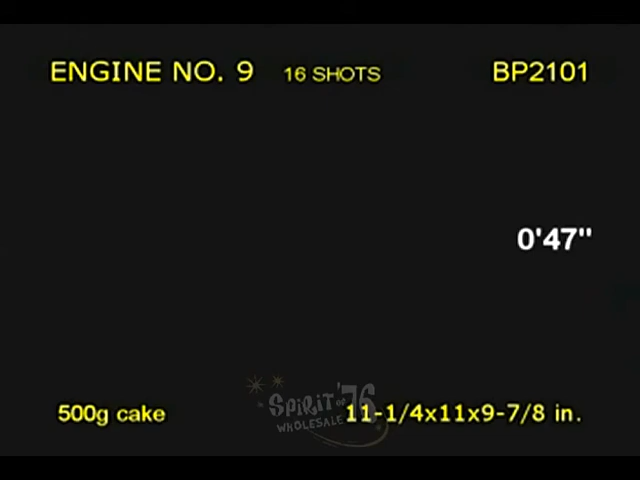 ENGINE NO. 9 16 SHOTS BP2101
0'47"
SPiRiT OF '76
WHOLESALE
500g cake 11-1/4x11x9-7/8 in.